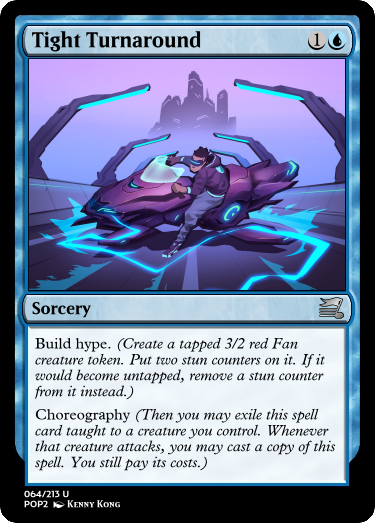 Tight Turnaround
1
Sorcery
Build hype. (Create a tapped 3/2 red Fan
creature token. Put two stun counters on it. If it
would become untapped, remove a stun counter
from it instead.)
Choreography (Then you may exile this spell
card taught to a creature you control. Whenever
that creature attacks, you may cast a copy of this
spell. You still pay its costs.)
064/213 U
POP2 Kenny Kong